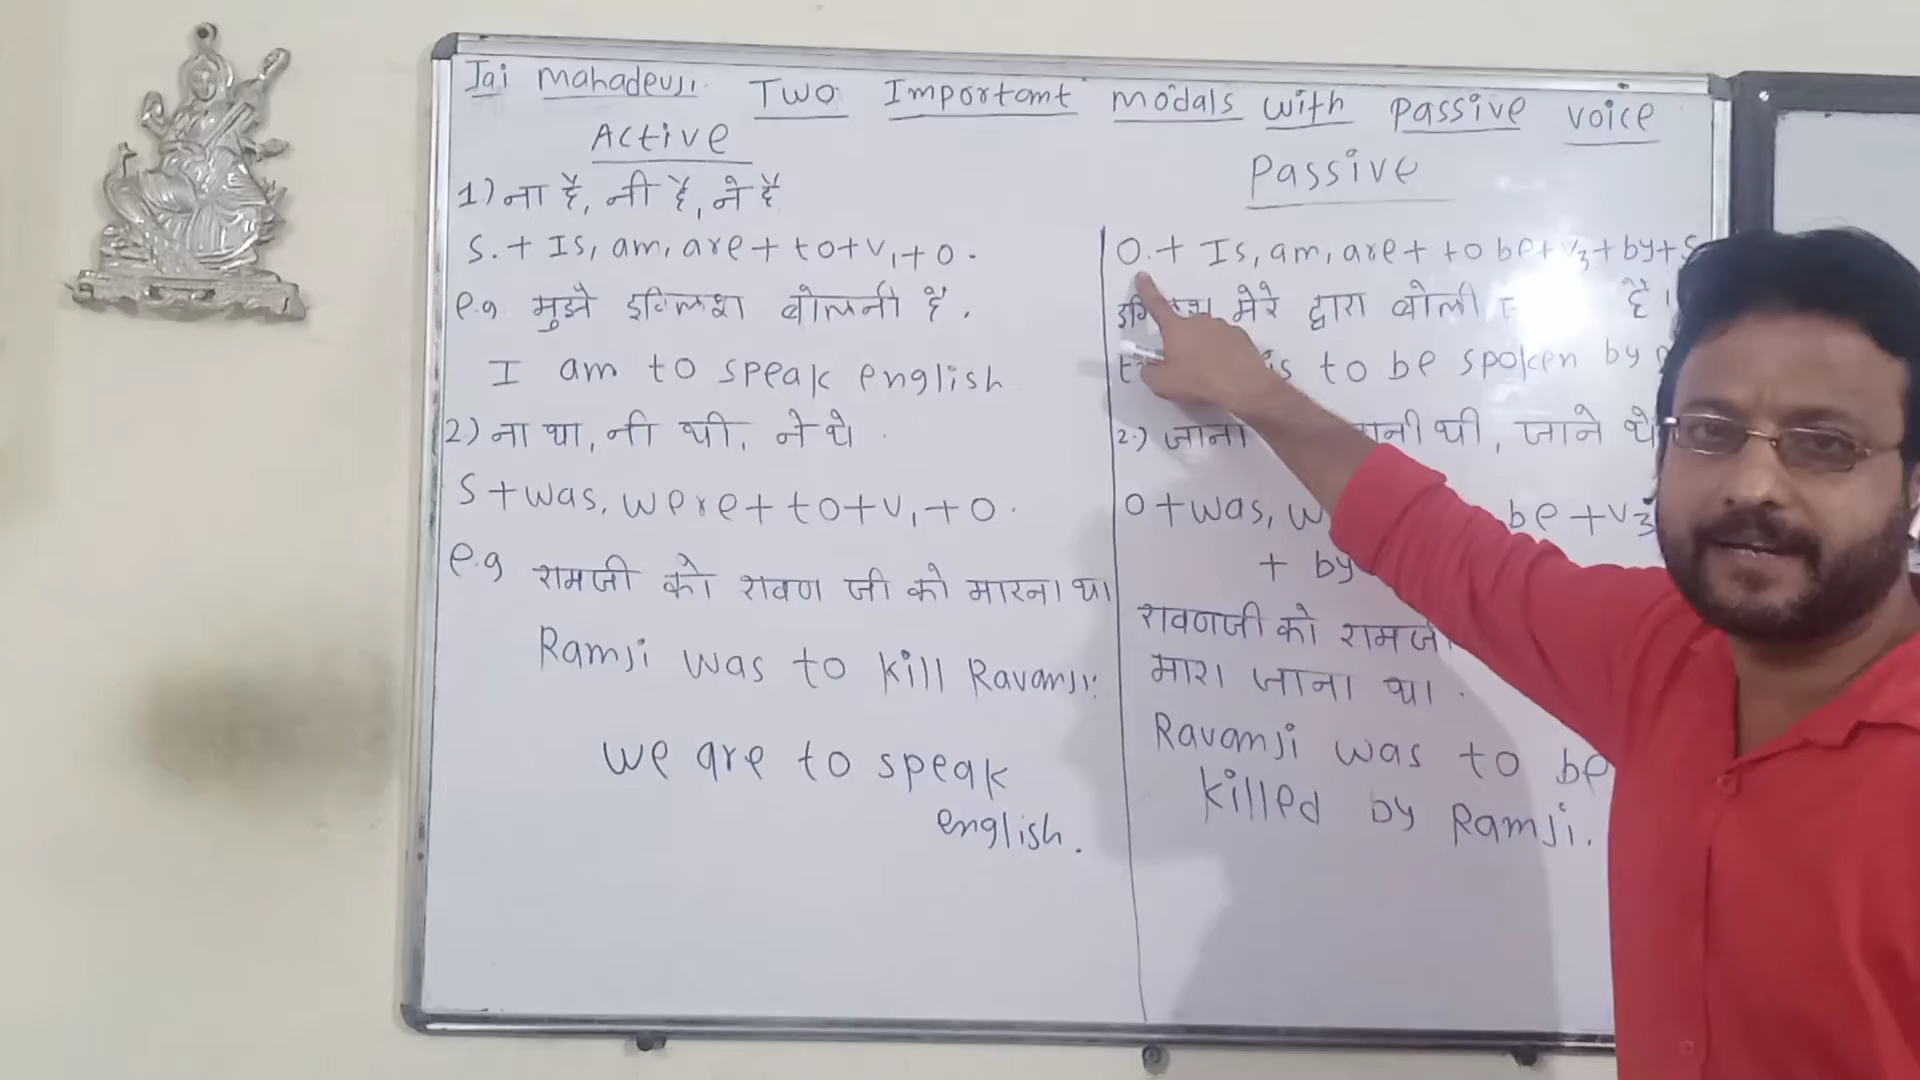 Jai Mahadevji. Two Important modals with passive voice
Active
1) ना है, नी है, ने है
S. + Is, am, are + to + V1 + O.
e.g मुझे इंग्लिश बोलनी है.
I am to speak english
2) ना था, नी थी, ने थे
S + was, were + to + V1 + O.
e.g रामजी को रावण जी को मारना था।
Ramji was to kill Ravanji.
we are to speak
english.
Passive
O. + Is, am, are + to be + V3 + by + S
मेरे द्वारा बोली है।
is to be spoken by
2) जाना थी, जाने थे
O + was, be + V3
+ by
रावणजी को
मारा जाना था.
Ravanji was to be
killed by Ramji.